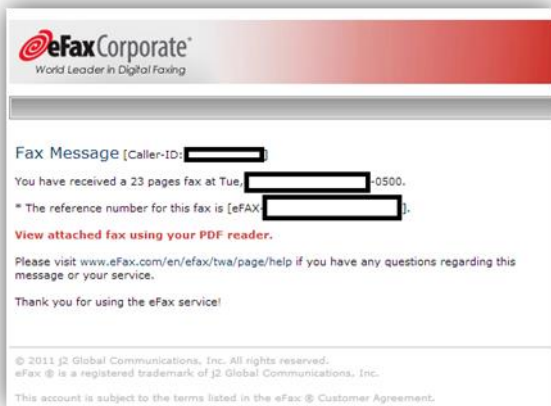 eFax Corporate®
World Leader in Digital Faxing
Fax Message [Caller-ID: ]
You have received a 23 pages fax at Tue, -0500.
* The reference number for this fax is [eFAX- ].
View attached fax using your PDF reader.
Please visit www.eFax.com/en/efax/twa/page/help if you have any questions regarding this
message or your service.
Thank you for using the eFax service!
© 2011 j2 Global Communications, Inc. All rights reserved.
eFax ® is a registered trademark of j2 Global Communications, Inc.
This account is subject to the terms listed in the eFax ® Customer Agreement.